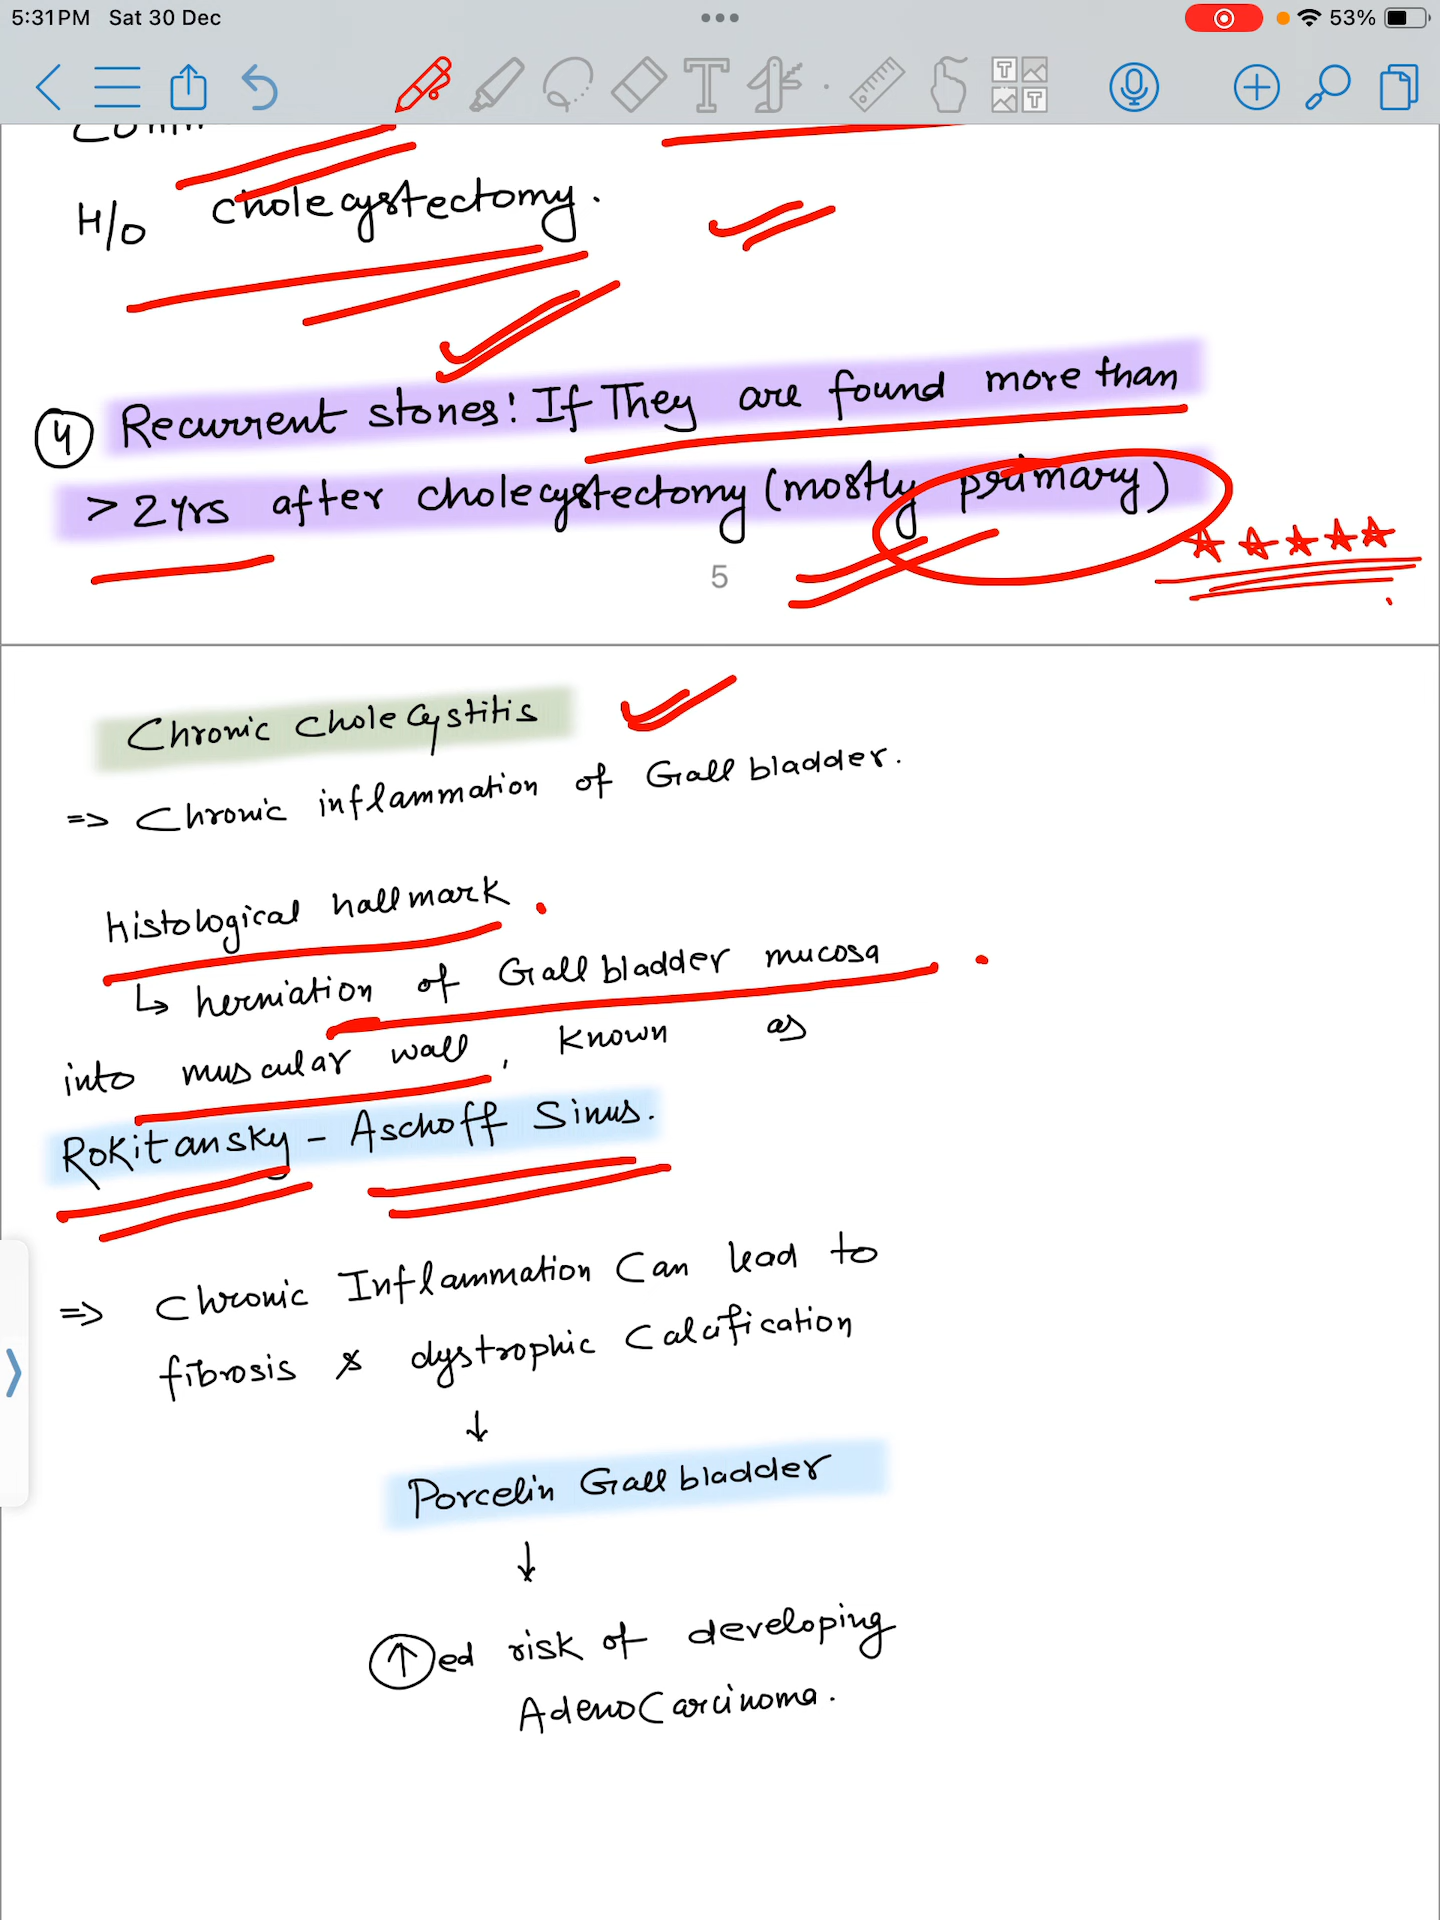 5:31 PM Sat 30 Dec
53%
H/o cholecystectomy.
4 Recurrent stones: If They are found more than
> 2 yrs after cholecystectomy (mostly primary)
5
Chronic Cholecystitis
=> Chronic inflammation of Gall bladder.
histological hallmark
↳ herniation of Gall bladder mucosa
into muscular wall, known as
Rokitansky - Aschoff Sinus.
=> Chronic Inflammation Can lead to
fibrosis & dystrophic Calcification
↓
Porcelin Gall bladder
↓
↑ed risk of developing
AdenoCarcinoma.